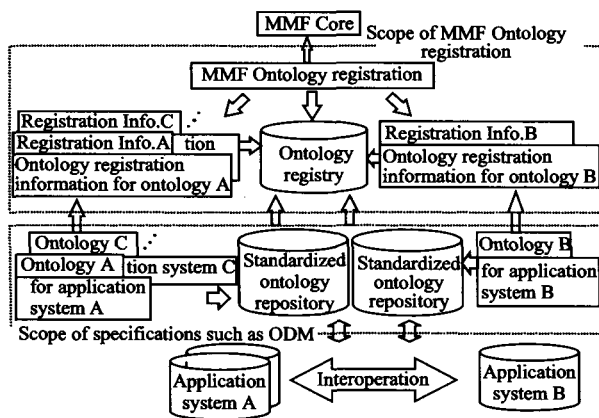 MMF Core
Scope of MMF Ontology
registration
MMF Ontology registration
Registration Info.C
Registration Info.A
tion
Ontology registration
information for ontology A
Ontology
registry
Registration Info.B
Ontology registration
information for ontology B
Ontology C
Ontology A
tion system C
for application
system A
Standardized
ontology
repository
Standardized
ontology
repository
Ontology B
for application
system B
Scope of specifications such as ODM
Application
system A
Interoperation
Application
system B